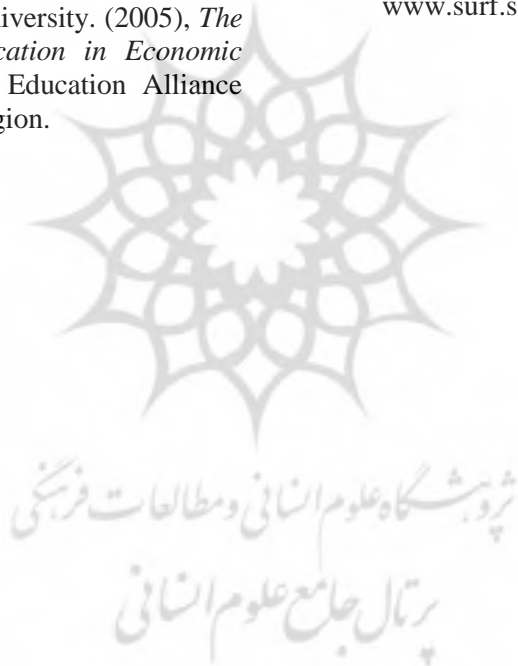 iversity. (2005), The
cation in Economic
Education Alliance
gion.
www.surf.s
پژوهشگاه علوم انسانی و مطالعات فرهنگی
پرتال جامع علوم انسانی